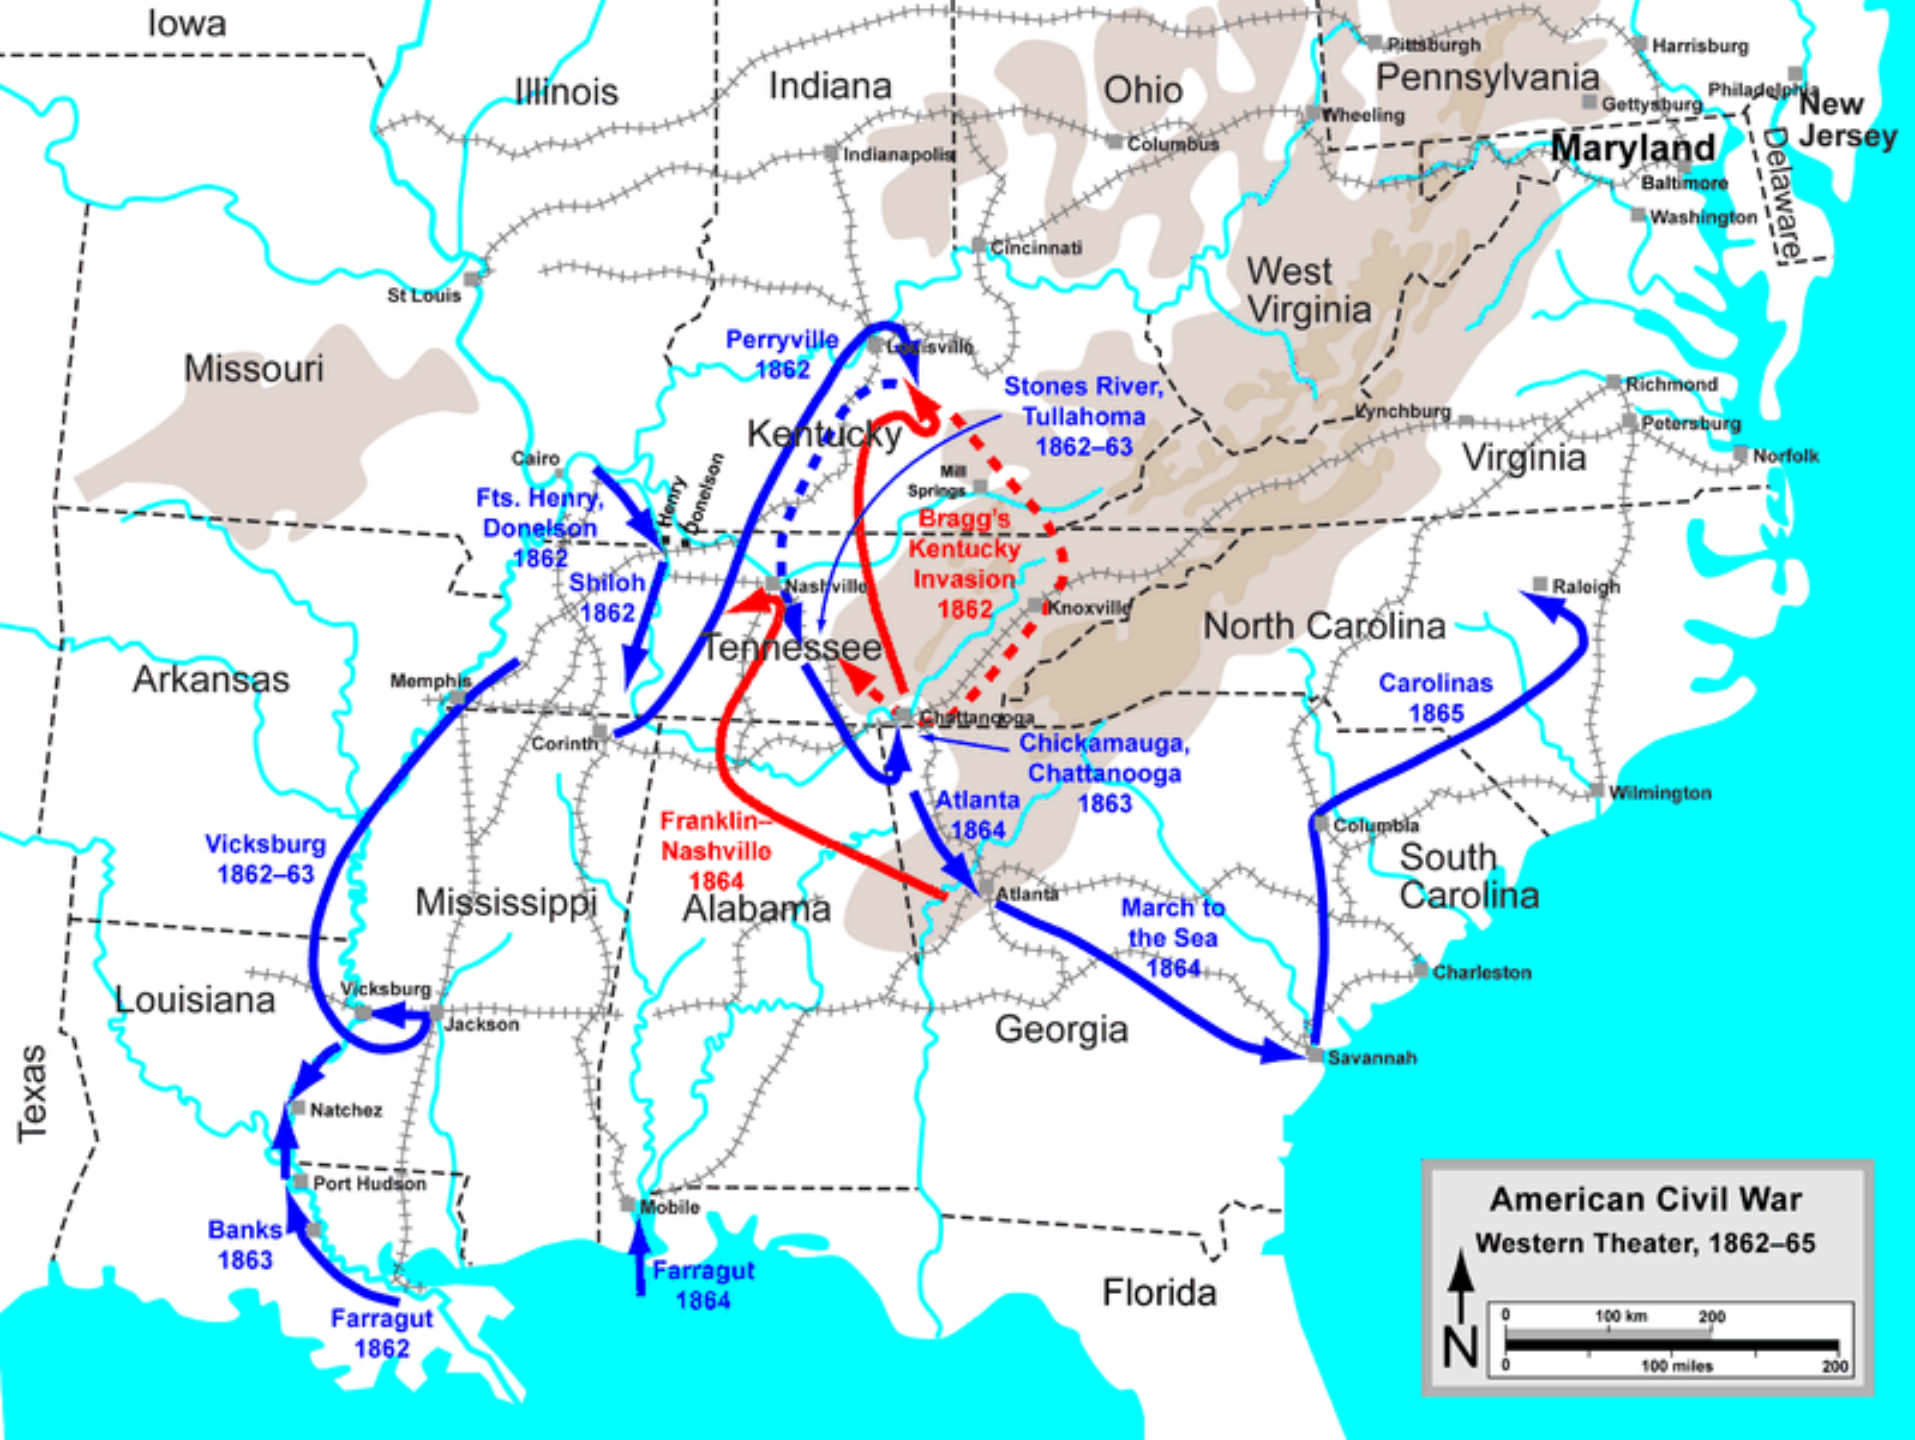 Iowa
Illinois
Indiana
Ohio
Pittsburgh
Pennsylvania
Harrisburg
Philadelphia
New
Jersey
Gettysburg
Wheeling
Columbus
Indianapolis
Maryland
Delaware
Baltimore
Washington
Cincinnati
West
Virginia
St Louis
Missouri
Perryville
1862
Louisville
Stones River,
Tullahoma
1862–63
Richmond
Lynchburg
Petersburg
Virginia
Norfolk
Kentucky
Cairo
Henry
Donelson
Mill
Springs
Fts. Henry,
Donelson
1862
Bragg's
Kentucky
Invasion
1862
Shiloh
1862
Nashville
Knoxville
Raleigh
North Carolina
Tennessee
Arkansas
Memphis
Carolinas
1865
Chattanooga
Corinth
Chickamauga,
Chattanooga
1863
Atlanta
1864
Wilmington
Franklin–
Nashville
1864
Vicksburg
1862–63
Columbia
South
Carolina
Mississippi
Alabama
Atlanta
March to
the Sea
1864
Charleston
Louisiana
Vicksburg
Jackson
Georgia
Savannah
Texas
Natchez
Port Hudson
Mobile
Banks
1863
Farragut
1864
Farragut
1862
Florida
American Civil War
Western Theater, 1862–65
N
0 100 km 200
0 100 miles 200